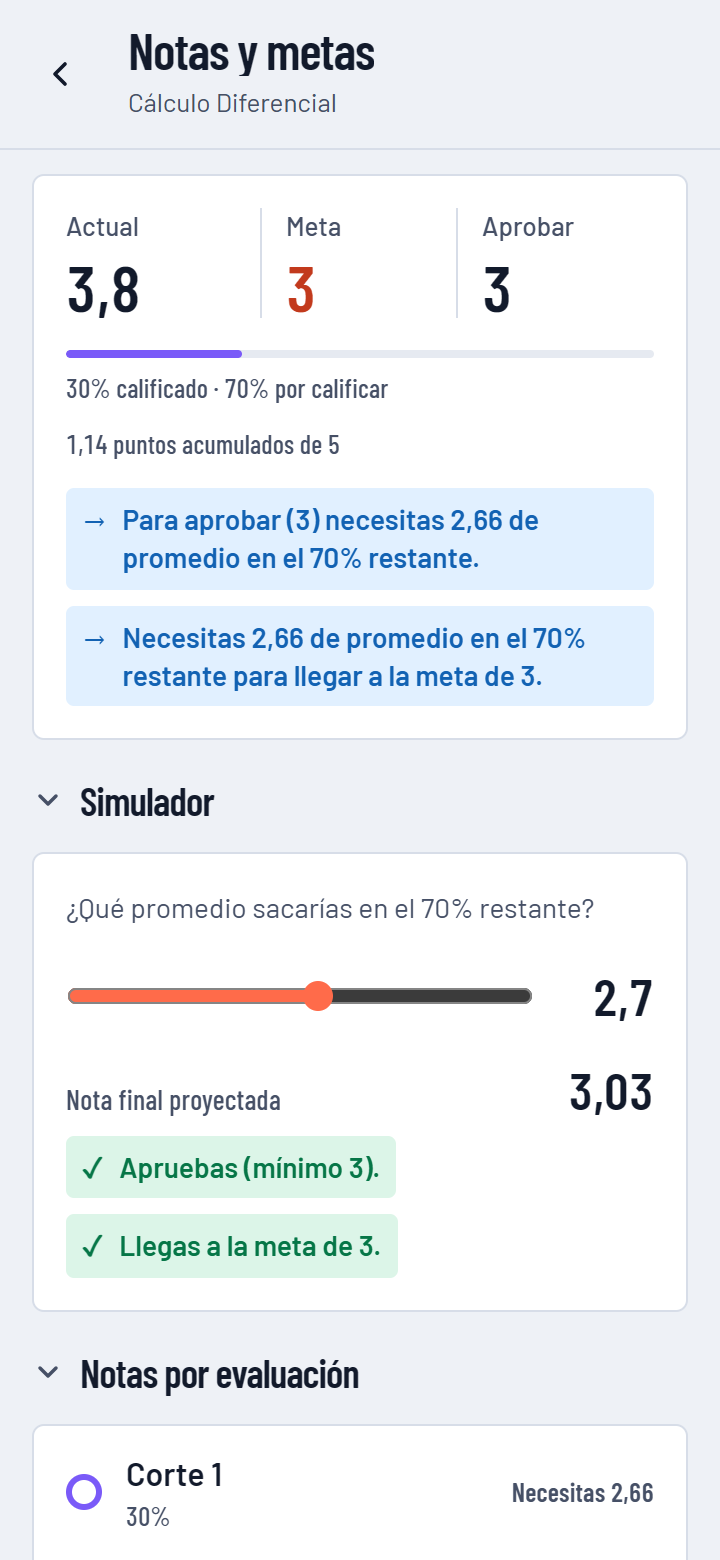 Notas y metas
Cálculo Diferencial
Actual
Meta
Aprobar
3,8
3
3
30% calificado · 70% por calificar
1,14 puntos acumulados de 5
→ Para aprobar (3) necesitas 2,66 de
promedio en el 70% restante.
→ Necesitas 2,66 de promedio en el 70%
restante para llegar a la meta de 3.
Simulador
¿Qué promedio sacarías en el 70% restante?
2,7
Nota final proyectada
3,03
✓ Apruebas (mínimo 3).
✓ Llegas a la meta de 3.
Notas por evaluación
Corte 1
Necesitas 2,66
30%